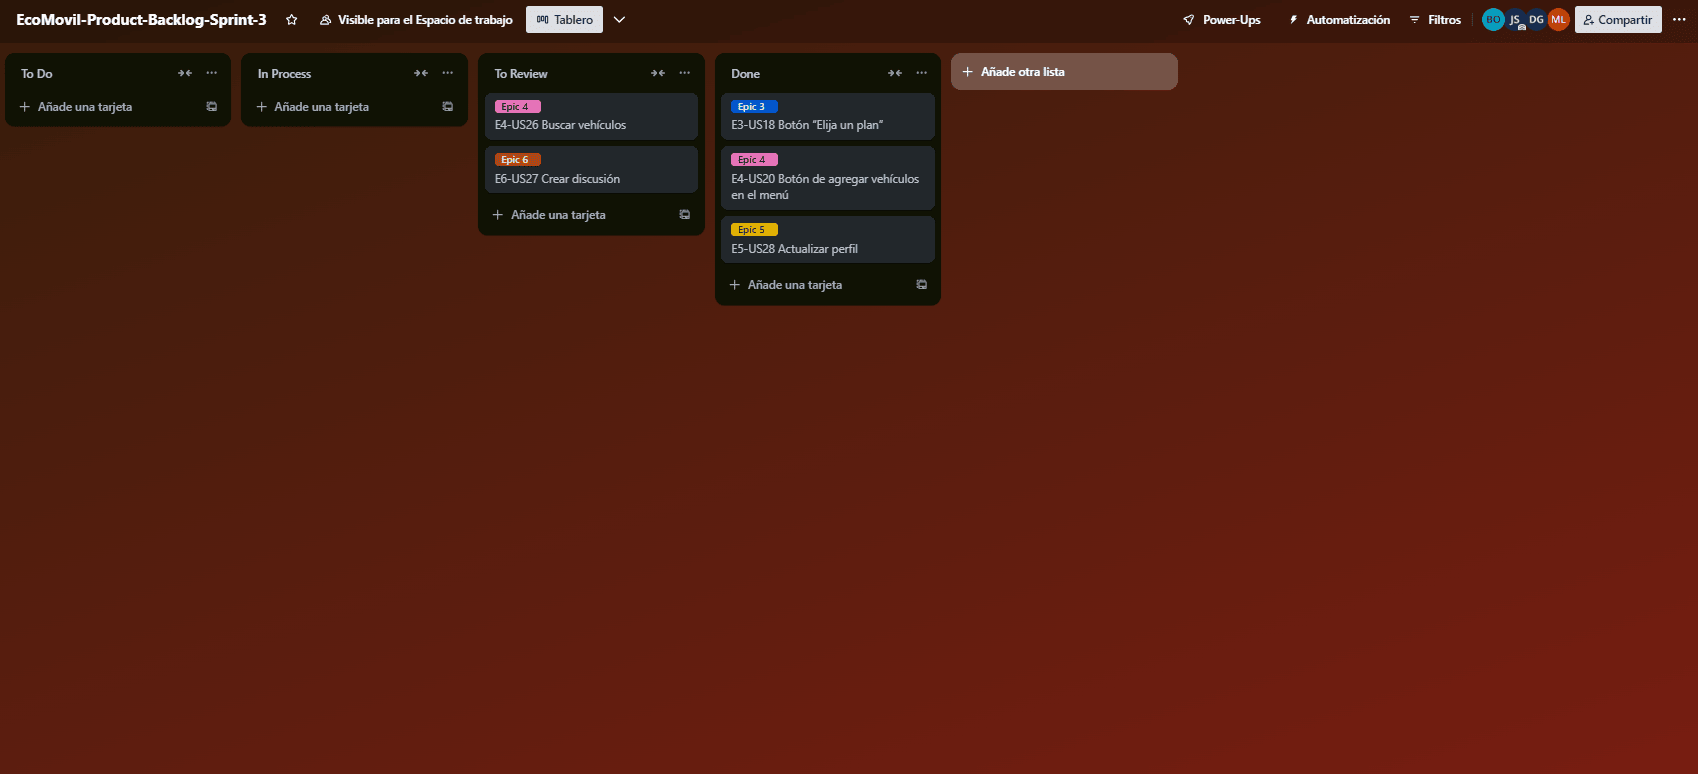 EcoMovil-Product-Backlog-Sprint-3
Visible para el Espacio de trabajo
Tablero
Power-Ups
Automatización
Filtros
BO
JS
DG
ML
Compartir
To Do
Añade una tarjeta
In Process
Añade una tarjeta
To Review
Epic 4
E4-US26 Buscar vehículos
Epic 6
E6-US27 Crear discusión
Añade una tarjeta
Done
Epic 3
E3-US18 Botón “Elija un plan”
Epic 4
E4-US20 Botón de agregar vehículos
en el menú
Epic 5
E5-US28 Actualizar perfil
Añade una tarjeta
Añade otra lista